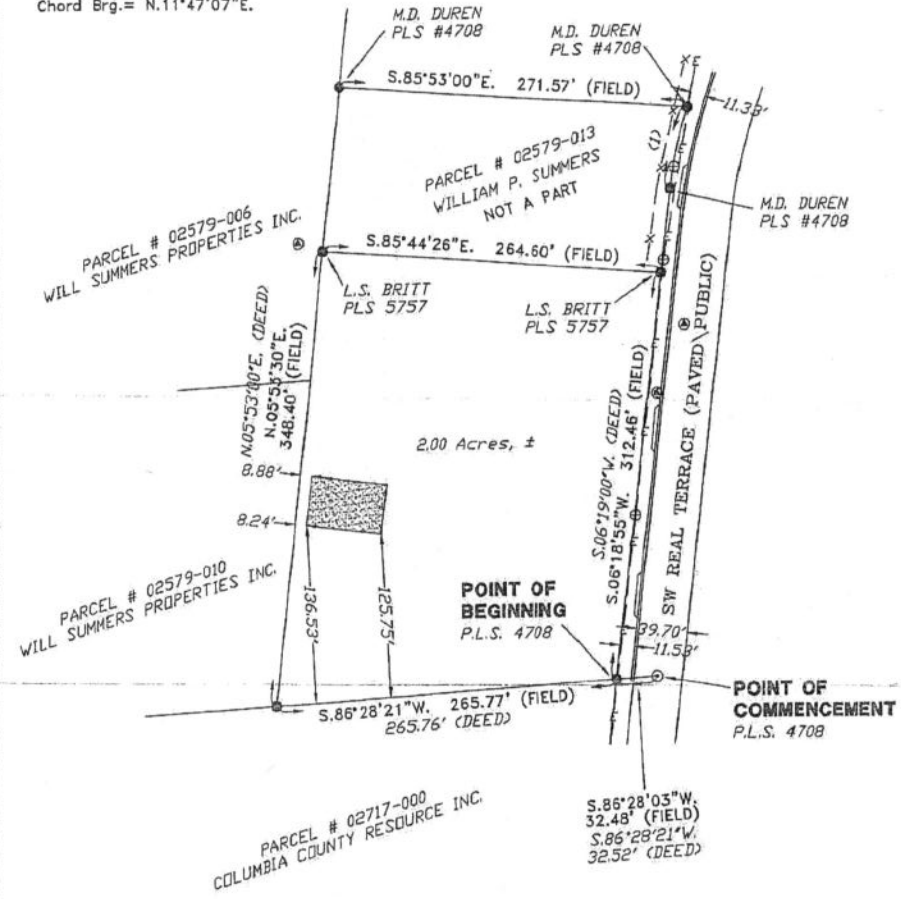 Chord Brg.= N.11°47'07"E.
M.D. DUREN
PLS #4708
M.D. DUREN
PLS #4708
S.85°53'00"E. 271.57' (FIELD)
11.33'
(1)
PARCEL # 02579-013
WILLIAM P. SUMMERS
NOT A PART
M.D. DUREN
PLS #4708
PARCEL # 02579-006
WILL SUMMERS PROPERTIES INC.
S.85°44'26"E. 264.60' (FIELD)
L.S. BRITT
PLS 5757
L.S. BRITT
PLS 5757
N.05°53'00"E. (DEED)
N.05°53'30"E.
348.40' (FIELD)
S.06°19'00"W. (DEED)
S.06°18'55"W. 312.46' (FIELD)
SW REAL TERRACE (PAVED\PUBLIC)
2.00 Acres, ±
8.88'
8.24'
136.53'
125.75'
PARCEL # 02579-010
WILL SUMMERS PROPERTIES INC.
POINT OF
BEGINNING
P.L.S. 4708
39.70'
11.53'
POINT OF
COMMENCEMENT
P.L.S. 4708
S.86°28'21"W. 265.77' (FIELD)
265.76' (DEED)
S.86°28'03"W.
32.48' (FIELD)
S.86°28'21"W.
32.52' (DEED)
PARCEL # 02717-000
COLUMBIA COUNTY RESOURCE INC.